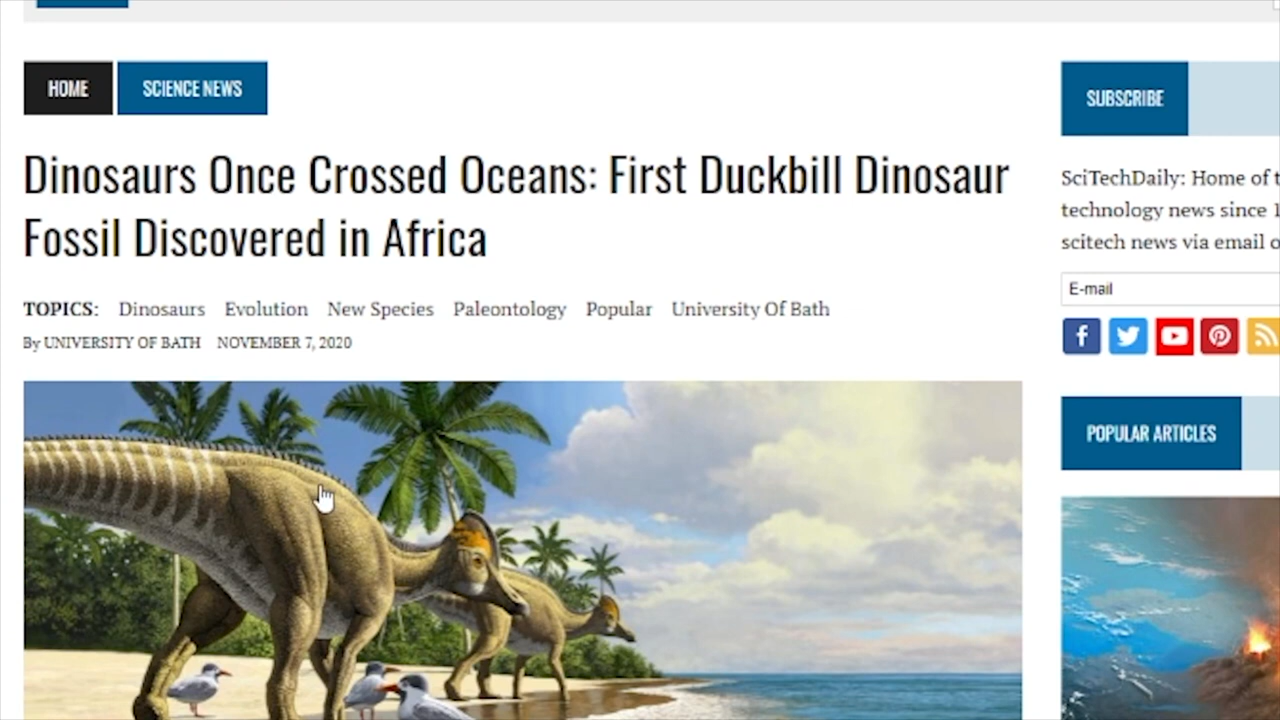 HOME
SCIENCE NEWS
Dinosaurs Once Crossed Oceans: First Duckbill Dinosaur
Fossil Discovered in Africa
TOPICS: Dinosaurs Evolution New Species Paleontology Popular University Of Bath
By UNIVERSITY OF BATH NOVEMBER 7, 2020
SUBSCRIBE
SciTechDaily: Home of
technology news since
scitech news via email
E-mail
POPULAR ARTICLES